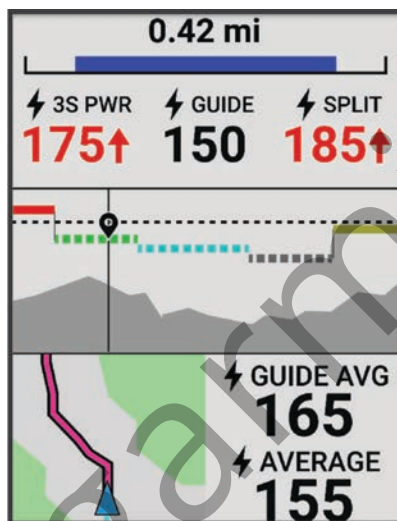 0.42 mi
3S PWR GUIDE SPLIT
175↑ 150 185↑
GUIDE AVG
165
AVERAGE
155